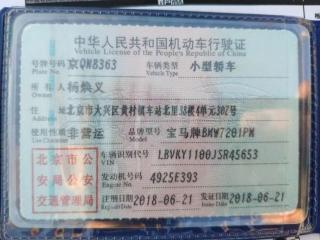 中华人民共和国机动车行驶证
Vehicle License of the People's Republic of China
号牌号码 京QN8363 车辆类型 小型轿车
Plate No. Vehicle Type
所有人 杨焕义
Owner
住址 北京市大兴区黄村镇车站北里38楼4单元302号
Address
使用性质 非营运 品牌型号 宝马牌BMW7201PM
Use Character Model
车辆识别代号 LBVKY1100JSR45653
VIN
发动机号码 4925E393
Engine No.
注册日期 2018-06-21 发证日期 2018-06-21
Register Date Issue Date
北京市公
安局公安
交通管理局